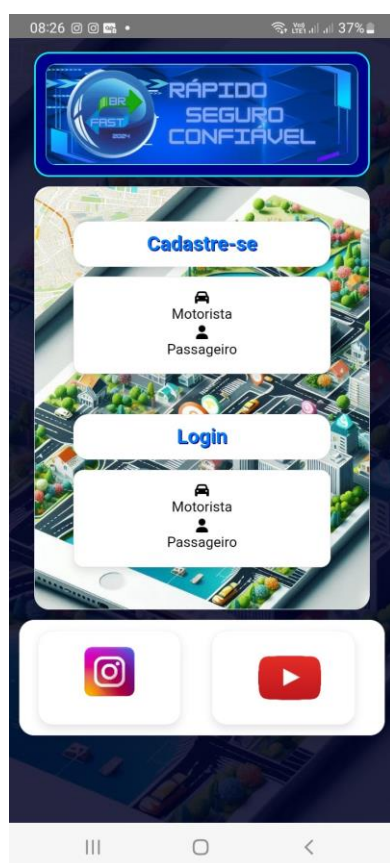 08:26
37%
BR
FAST
2024
RÁPIDO
SEGURO
CONFIÁVEL
Cadastre-se
Motorista
Passageiro
Login
Motorista
Passageiro